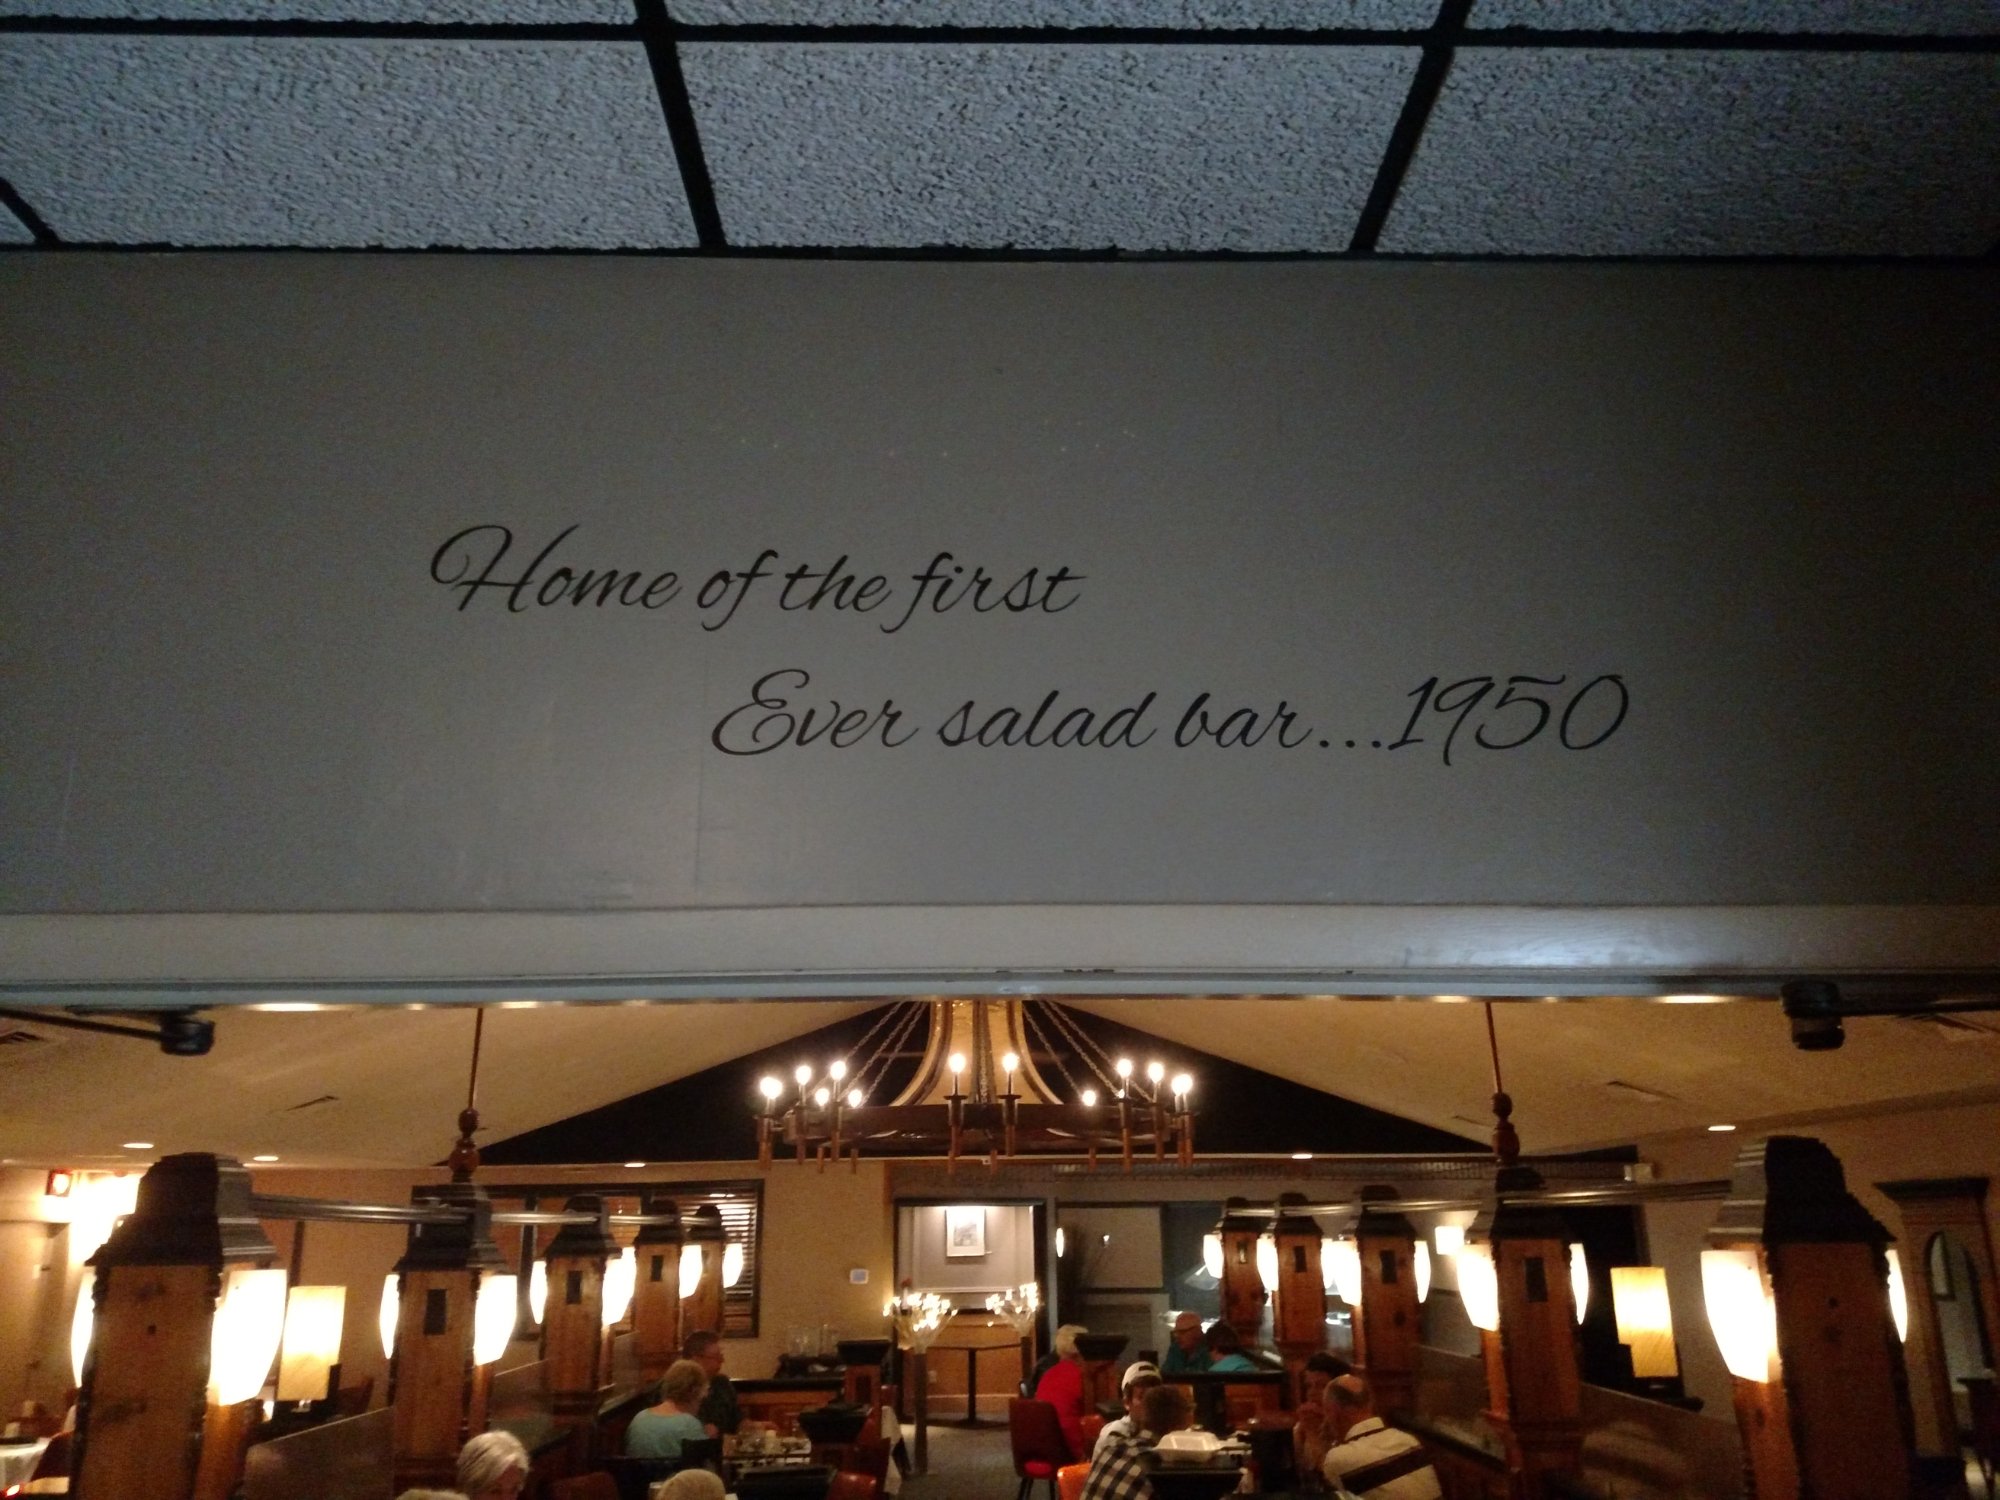 Home of the first
Ever salad bar...1950